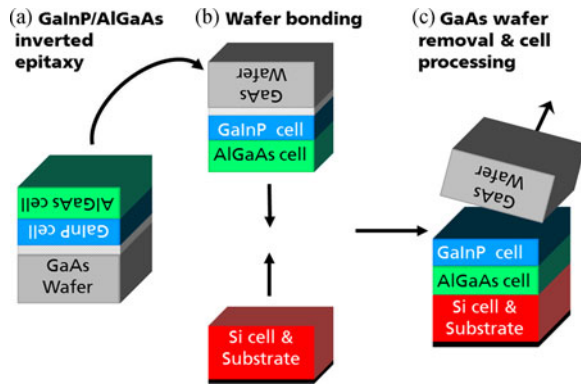 (a) GaInP/AlGaAs
inverted
epitaxy
AlGaAs cell
GaInP cell
GaAs
Wafer
(b) Wafer bonding
GaAs
Wafer
GaInP cell
AlGaAs cell
Si cell &
Substrate
(c) GaAs wafer
removal & cell
processing
GaAs
Wafer
GaInP cell
AlGaAs cell
Si cell &
Substrate